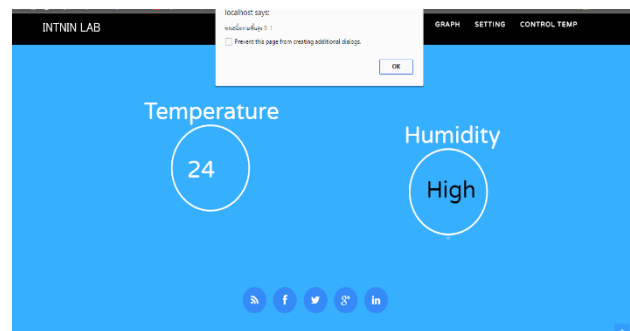 localhost says:
INTNIN LAB
GRAPH SETTING CONTROL TEMP
!! !
Prevent this page from creating additional dialogs.
OK
Temperature
24
Humidity
High
f
g+
in